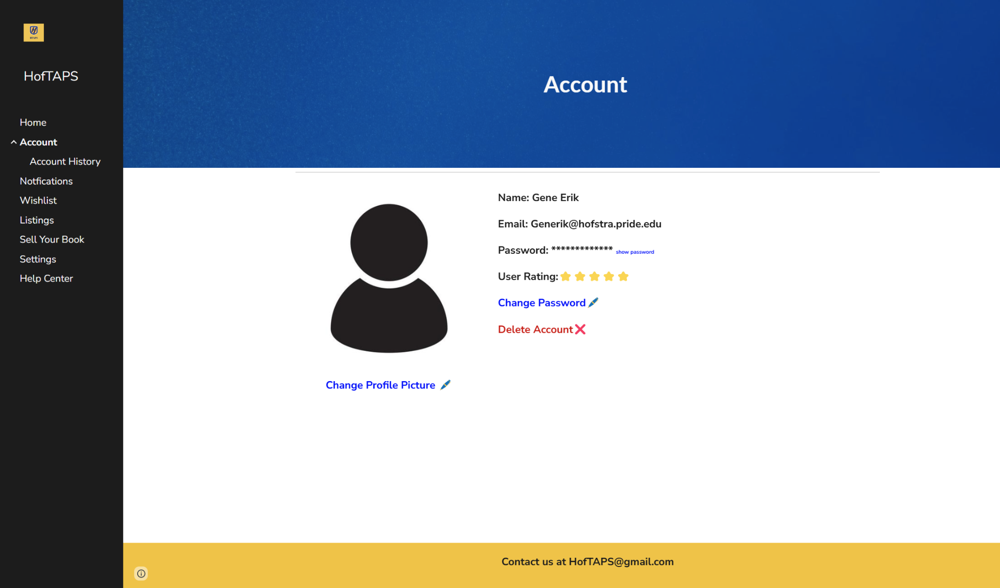 HTAPS
HofTAPS
Home
Account
Account History
Notfications
Wishlist
Listings
Sell Your Book
Settings
Help Center
Account
Name: Gene Erik
Email: Generik@hofstra.pride.edu
Password: ************* show password
User Rating:
Change Password
Delete Account
Change Profile Picture
Contact us at HofTAPS@gmail.com